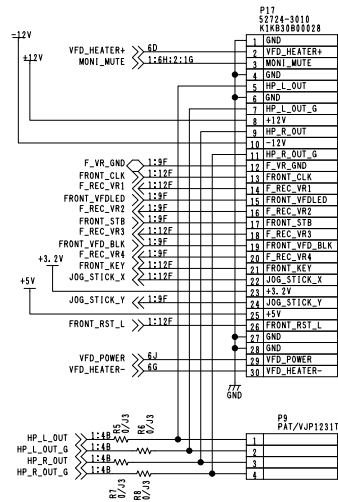 P17
52724-3010
K1KB30B00028
-12V
+12V
VFD_HEATER+ 6D
MONI_MUTE 1:6H;2:1G
1 GND
2 VFD_HEATER+
3 MONI_MUTE
4 GND
5 HP_L_OUT
6 GND
7 HP_L_OUT_G
8 +12V
9 HP_R_OUT
10 -12V
11 HP_R_OUT_G
12 F_VR_GND
13 FRONT_CLK
14 F_REC_VR1
15 FRONT_VFDLED
16 F_REC_VR2
17 FRONT_STB
18 F_REC_VR3
19 FRONT_VFD_BLK
20 F_REC_VR4
21 FRONT_KEY
22 JOG_STICK_X
23 +3.2V
24 JOG_STICK_Y
25 +5V
26 FRONT_RST_L
27 GND
28 GND
29 VFD_POWER
30 VFD_HEATER-
F_VR_GND 1:9F
FRONT_CLK 1:12F
F_REC_VR1 1:9F
FRONT_VFDLED 1:9F
F_REC_VR2 1:9F
FRONT_STB 1:9F
F_REC_VR3 1:12F
FRONT_VFD_BLK 1:9F
F_REC_VR4 1:9F
FRONT_KEY 1:12F
JOG_STICK_X 1:12F
+3.2V
+5V
JOG_STICK_Y 1:9F
FRONT_RST_L 1:12F
VFD_POWER 6J
VFD_HEATER- 6G
GND
P9
PAT/VJP1231T
1
2
3
4
HP_L_OUT 1:4B
HP_L_OUT_G 1:4B
HP_R_OUT 1:4B
HP_R_OUT_G 1:4B
R5
0/J3
R6
0/J3
R7
0/J3
R8
0/J3